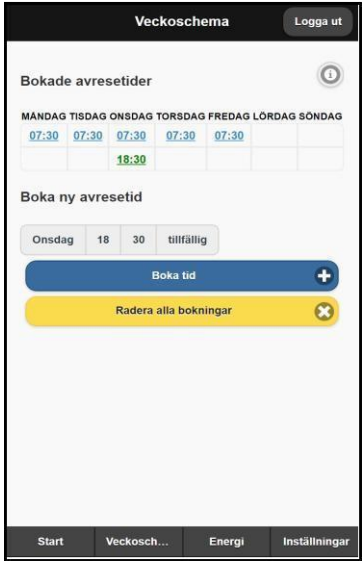 Veckoschema Logga ut
Bokade avresetider
MÅNDAG TISDAG ONSDAG TORSDAG FREDAG LÖRDAG SÖNDAG
07:30 07:30 07:30 07:30 07:30
18:30
Boka ny avresetid
Onsdag 18 30 tillfällig
Boka tid
Radera alla bokningar
Start Veckosch... Energi Inställningar